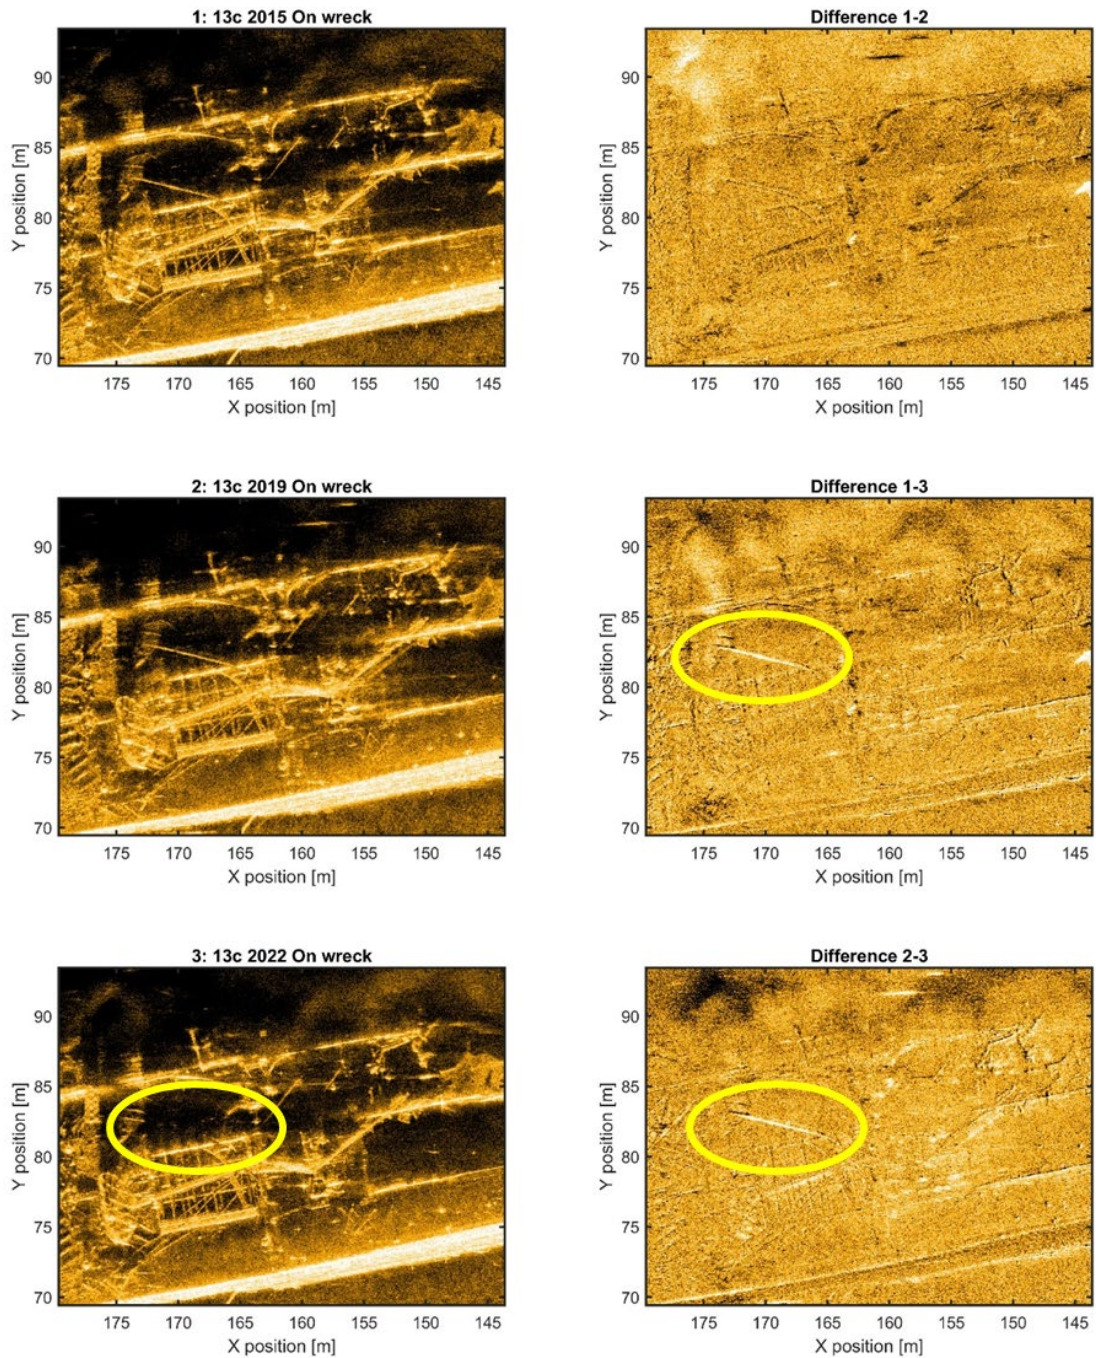 1: 13c 2015 On wreck
Difference 1-2
Y position [m]
90
85
80
75
70
175 170 165 160 155 150 145
X position [m]
Y position [m]
90
85
80
75
70
175 170 165 160 155 150 145
X position [m]
2: 13c 2019 On wreck
Difference 1-3
Y position [m]
90
85
80
75
70
175 170 165 160 155 150 145
X position [m]
Y position [m]
90
85
80
75
70
175 170 165 160 155 150 145
X position [m]
3: 13c 2022 On wreck
Difference 2-3
Y position [m]
90
85
80
75
70
175 170 165 160 155 150 145
X position [m]
Y position [m]
90
85
80
75
70
175 170 165 160 155 150 145
X position [m]